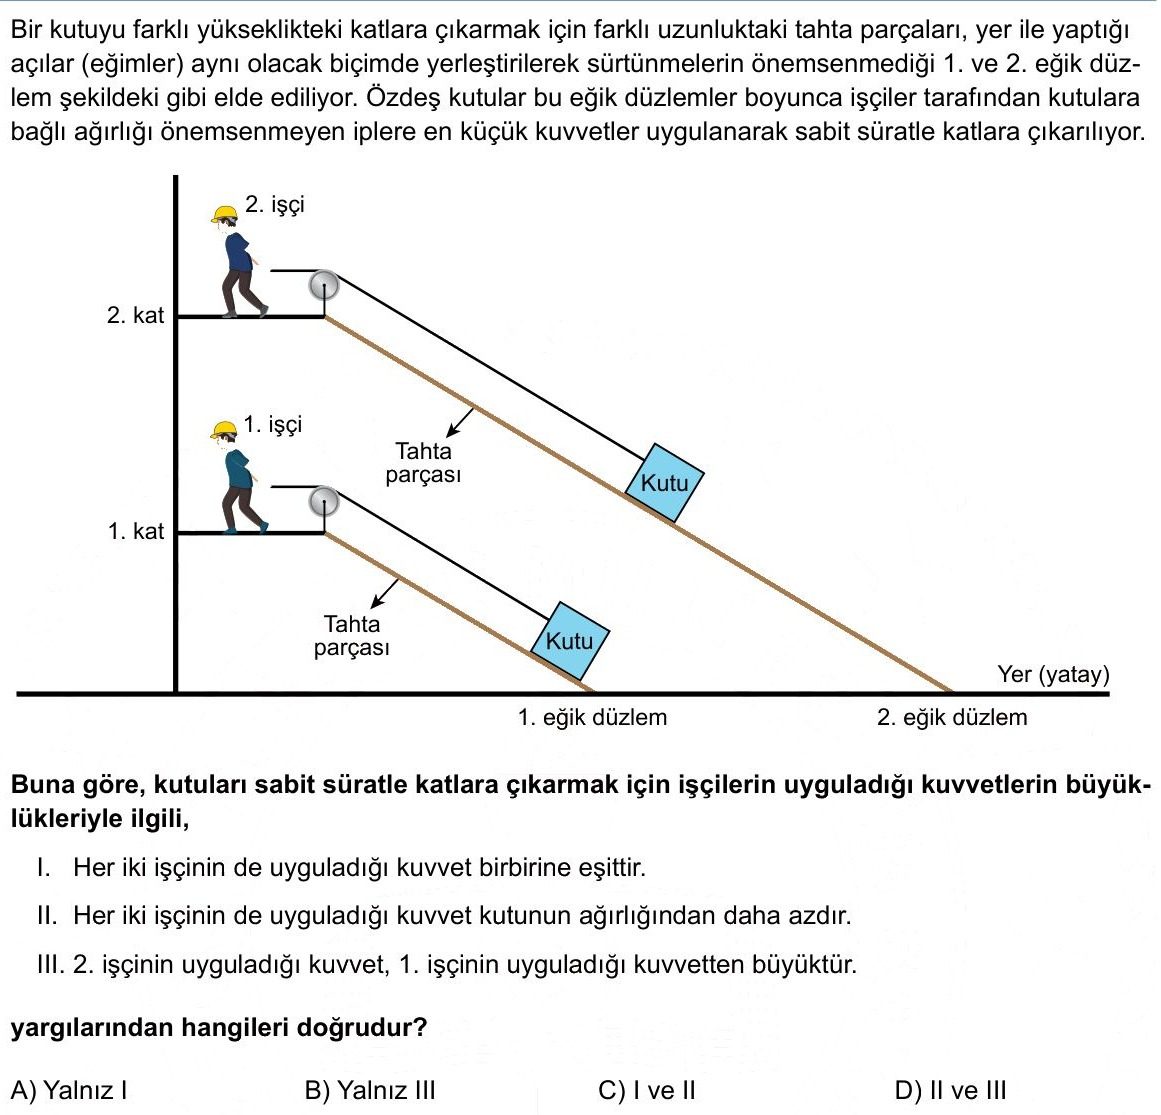 Bir kutuyu farklı yükseklikteki katlara çıkarmak için farklı uzunluktaki tahta parçaları, yer ile yaptığı
açılar (eğimler) aynı olacak biçimde yerleştirilerek sürtünmelerin önemsenmediği 1. ve 2. eğik düz-
lem şekildeki gibi elde ediliyor. Özdeş kutular bu eğik düzlemler boyunca işçiler tarafından kutulara
bağlı ağırlığı önemsenmeyen iplere en küçük kuvvetler uygulanarak sabit süratle katlara çıkarılıyor.
2. işçi
2. kat
Tahta
parçası
Kutu
1. işçi
1. kat
Tahta
parçası
Kutu
Yer (yatay)
1. eğik düzlem
2. eğik düzlem
Buna göre, kutuları sabit süratle katlara çıkarmak için işçilerin uyguladığı kuvvetlerin büyük-
lükleriyle ilgili,
I. Her iki işçinin de uyguladığı kuvvet birbirine eşittir.
II. Her iki işçinin de uyguladığı kuvvet kutunun ağırlığından daha azdır.
III. 2. işçinin uyguladığı kuvvet, 1. işçinin uyguladığı kuvvetten büyüktür.
yargılarından hangileri doğrudur?
A) Yalnız I
B) Yalnız III
C) I ve II
D) II ve III